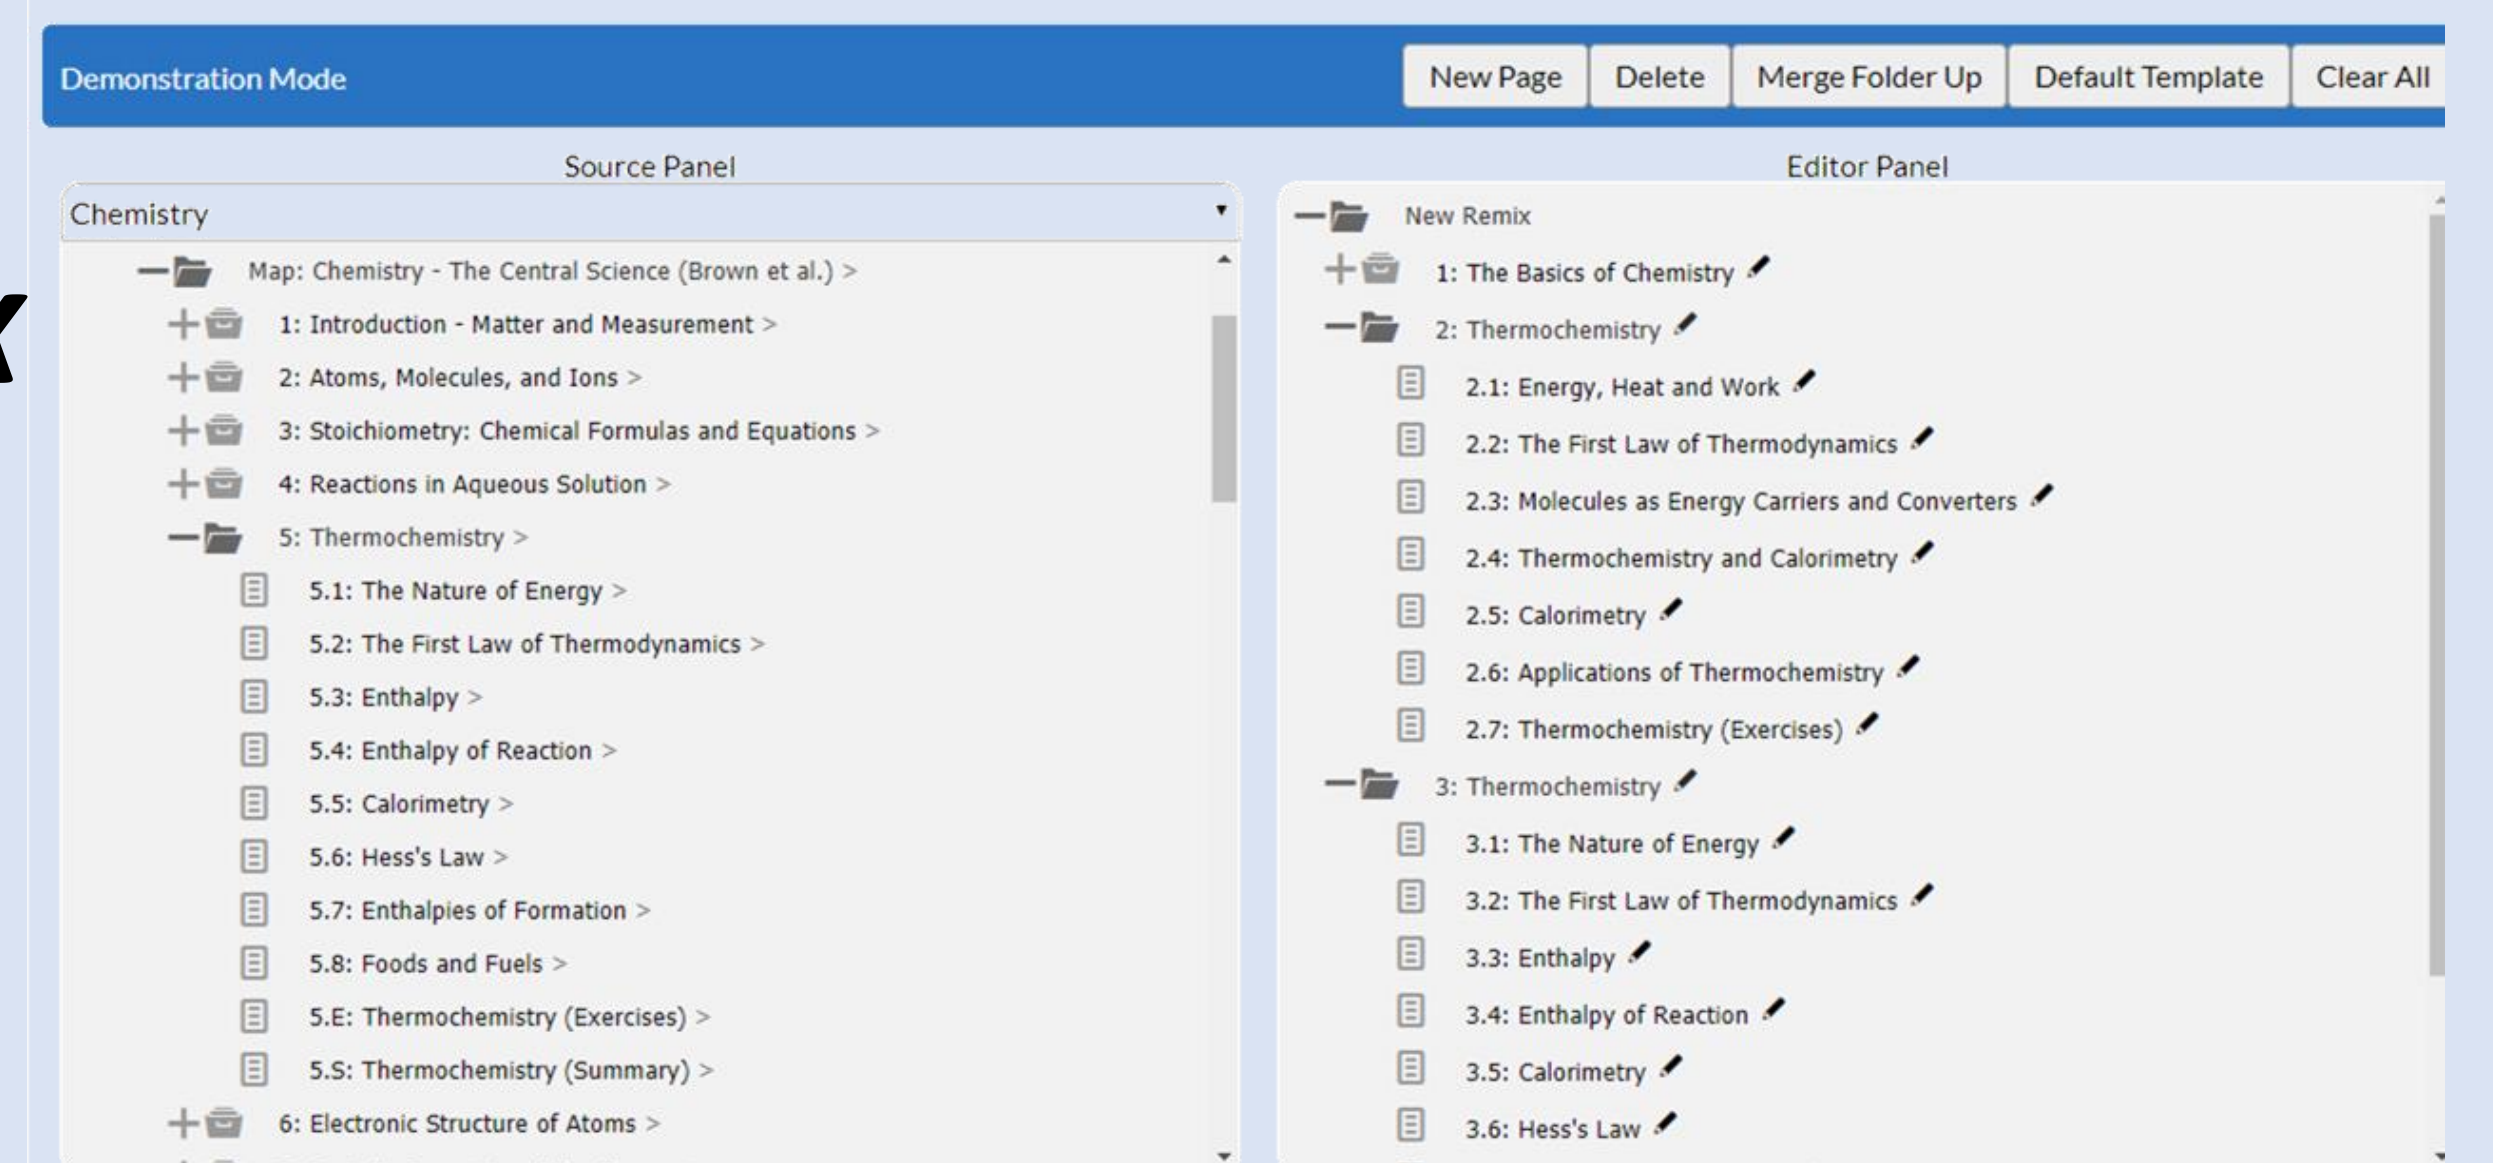 Demonstration Mode
New Page
Delete
Merge Folder Up
Default Template
Clear All
Source Panel
Chemistry
Map: Chemistry - The Central Science (Brown et al.) >
1: Introduction - Matter and Measurement >
2: Atoms, Molecules, and Ions >
3: Stoichiometry: Chemical Formulas and Equations >
4: Reactions in Aqueous Solution >
5: Thermochemistry >
5.1: The Nature of Energy >
5.2: The First Law of Thermodynamics >
5.3: Enthalpy >
5.4: Enthalpy of Reaction >
5.5: Calorimetry >
5.6: Hess's Law >
5.7: Enthalpies of Formation >
5.8: Foods and Fuels >
5.E: Thermochemistry (Exercises) >
5.S: Thermochemistry (Summary) >
6: Electronic Structure of Atoms >
Editor Panel
New Remix
1: The Basics of Chemistry
2: Thermochemistry
2.1: Energy, Heat and Work
2.2: The First Law of Thermodynamics
2.3: Molecules as Energy Carriers and Converters
2.4: Thermochemistry and Calorimetry
2.5: Calorimetry
2.6: Applications of Thermochemistry
2.7: Thermochemistry (Exercises)
3: Thermochemistry
3.1: The Nature of Energy
3.2: The First Law of Thermodynamics
3.3: Enthalpy
3.4: Enthalpy of Reaction
3.5: Calorimetry
3.6: Hess's Law